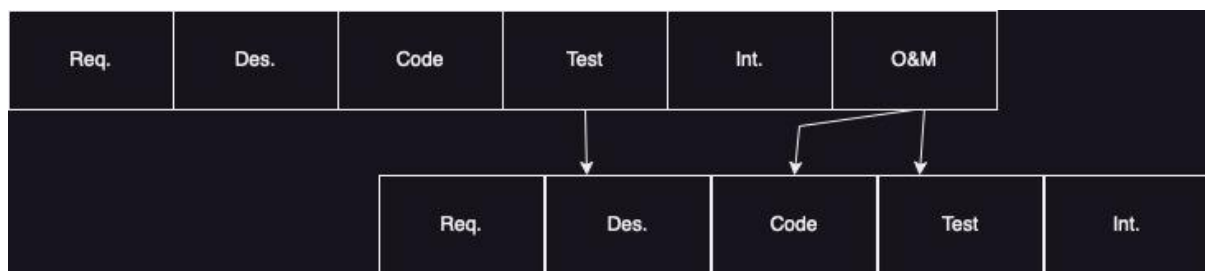 Req. Des. Code Test Int. O&M
Req. Des. Code Test Int.